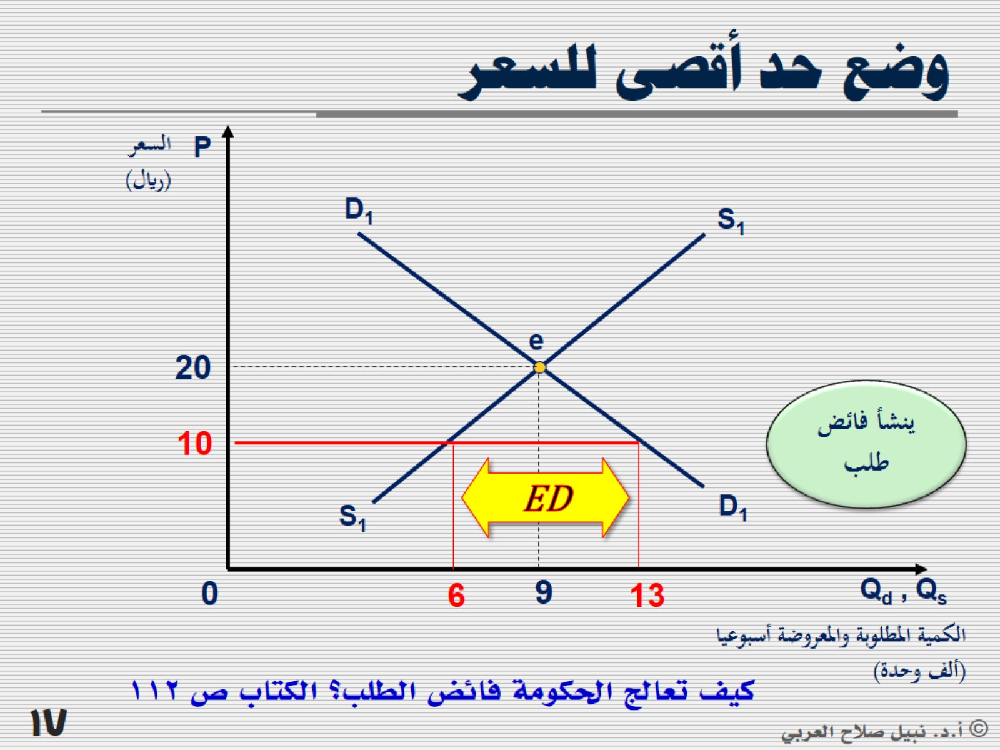 وضع حد أقصى للسعر
السعر P
(ريال)
D1
S1
e
20
10
ينشأ فائض
طلب
ED
S1
D1
0
6
9
13
Qd , Qs
الكمية المطلوبة والمعروضة أسبوعيا
(ألف وحدة)
كيف تعالج الحكومة فائض الطلب؟ الكتاب ص ١١٢
١٧
© أ.د. نبيل صلاح العربي